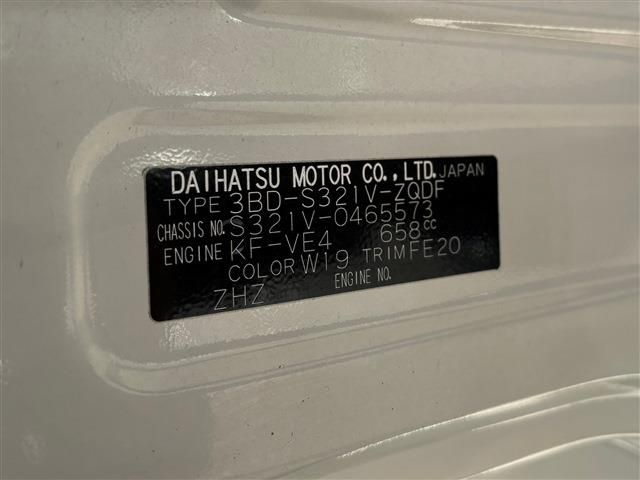 DAIHATSU MOTOR CO.,LTD. JAPAN
TYPE 3BD-S321V-ZQDF
CHASSIS NO. S321V-0465573
ENGINE KF-VE4 658cc
COLOR W19 TRIM FE20
ZHZ ENGINE NO.